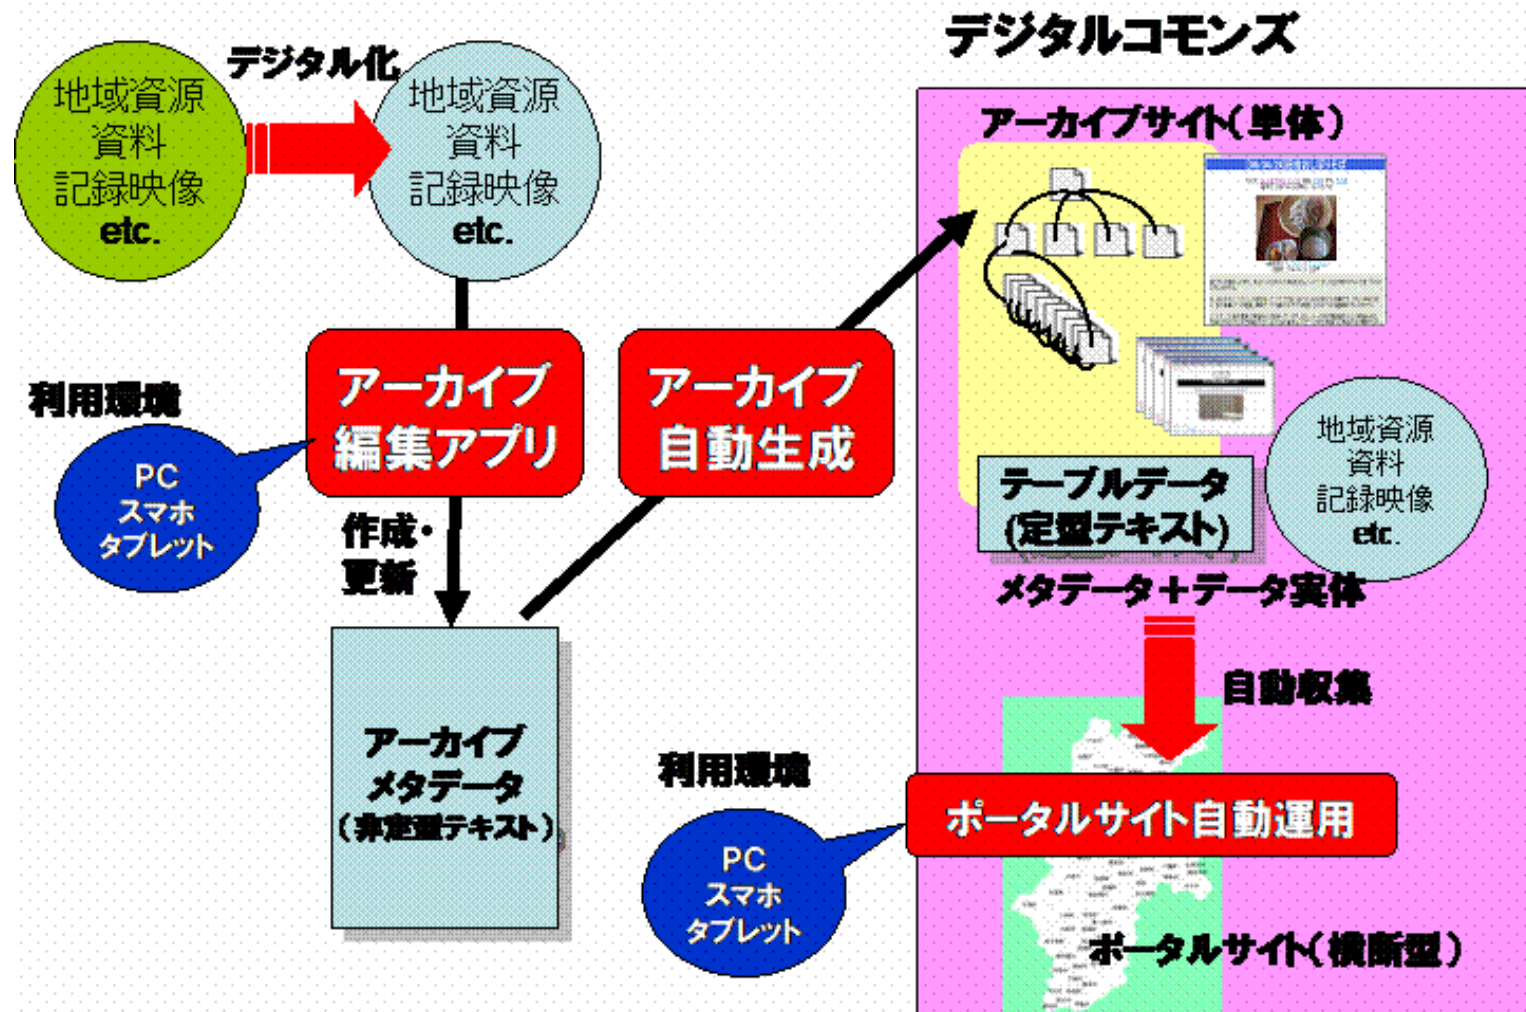 デジタルコモンズ
デジタル化
地域資源
資料
記録映像
etc.
地域資源
資料
記録映像
etc.
アーカイブサイト(単体)
利用環境
PC
スマホ
タブレット
アーカイブ
編集アプリ
アーカイブ
自動生成
作成・
更新
テーブルデータ
(定型テキスト)
地域資源
資料
記録映像
etc.
メタデータ+データ実体
自動収集
アーカイブ
メタデータ
(非定型テキスト)
利用環境
PC
スマホ
タブレット
ポータルサイト自動運用
ポータルサイト(横断型)